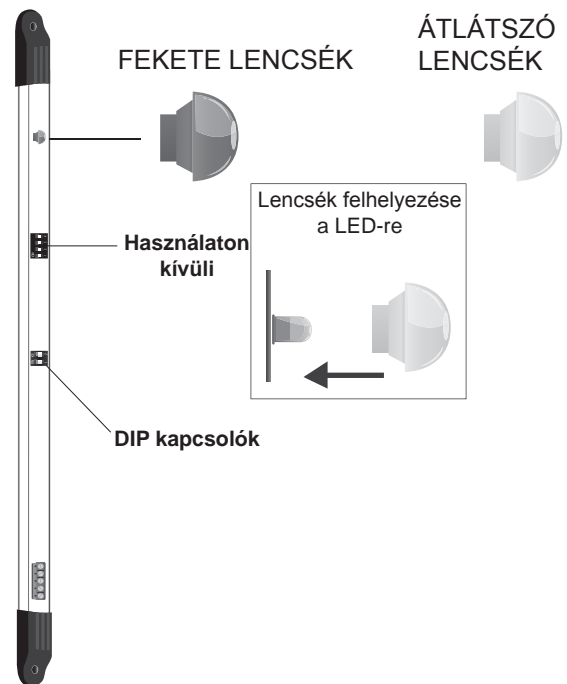 FEKETE LENCSÉK
ÁTLÁTSZÓ
LENCSÉK
Lencsék felhelyezése
a LED-re
Használaton
kívüli
DIP kapcsolók